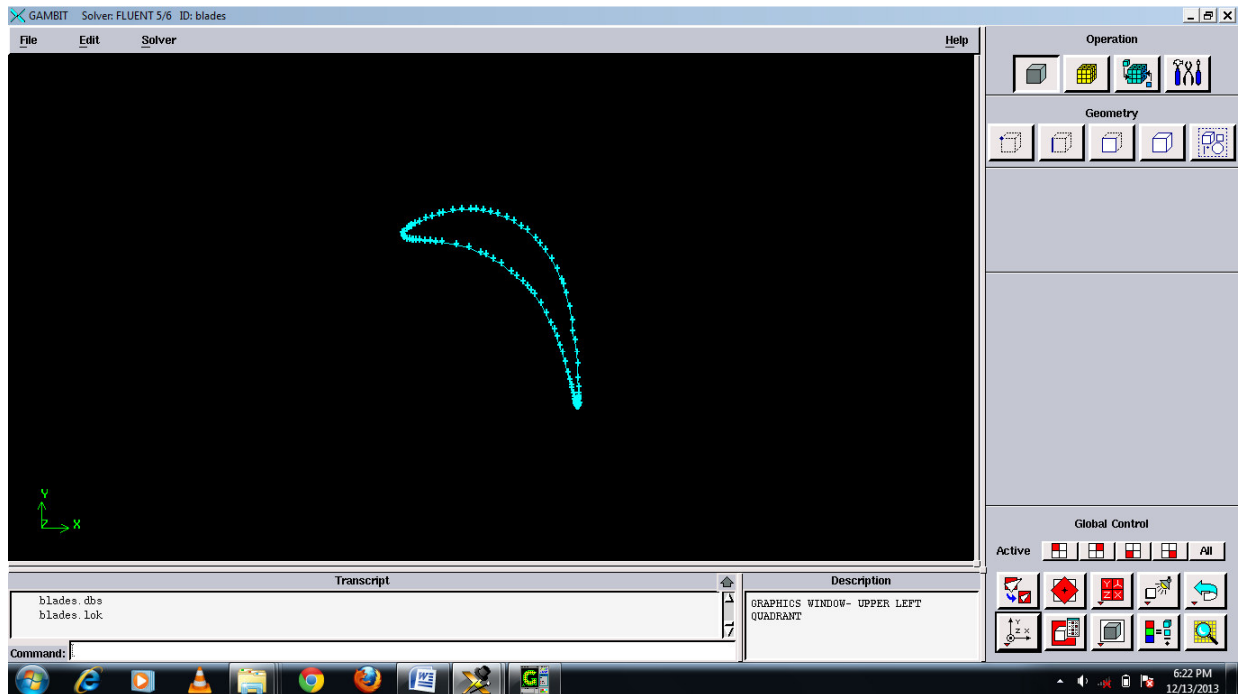 GAMBIT Solver: FLUENT 5/6 ID: blades
File Edit Solver Help
Operation
Geometry
Y
Z X
Global Control
Active All
Transcript
blades.dbs
blades.lok
Description
GRAPHICS WINDOW- UPPER LEFT
QUADRANT
Command:
6:22 PM
12/13/2013